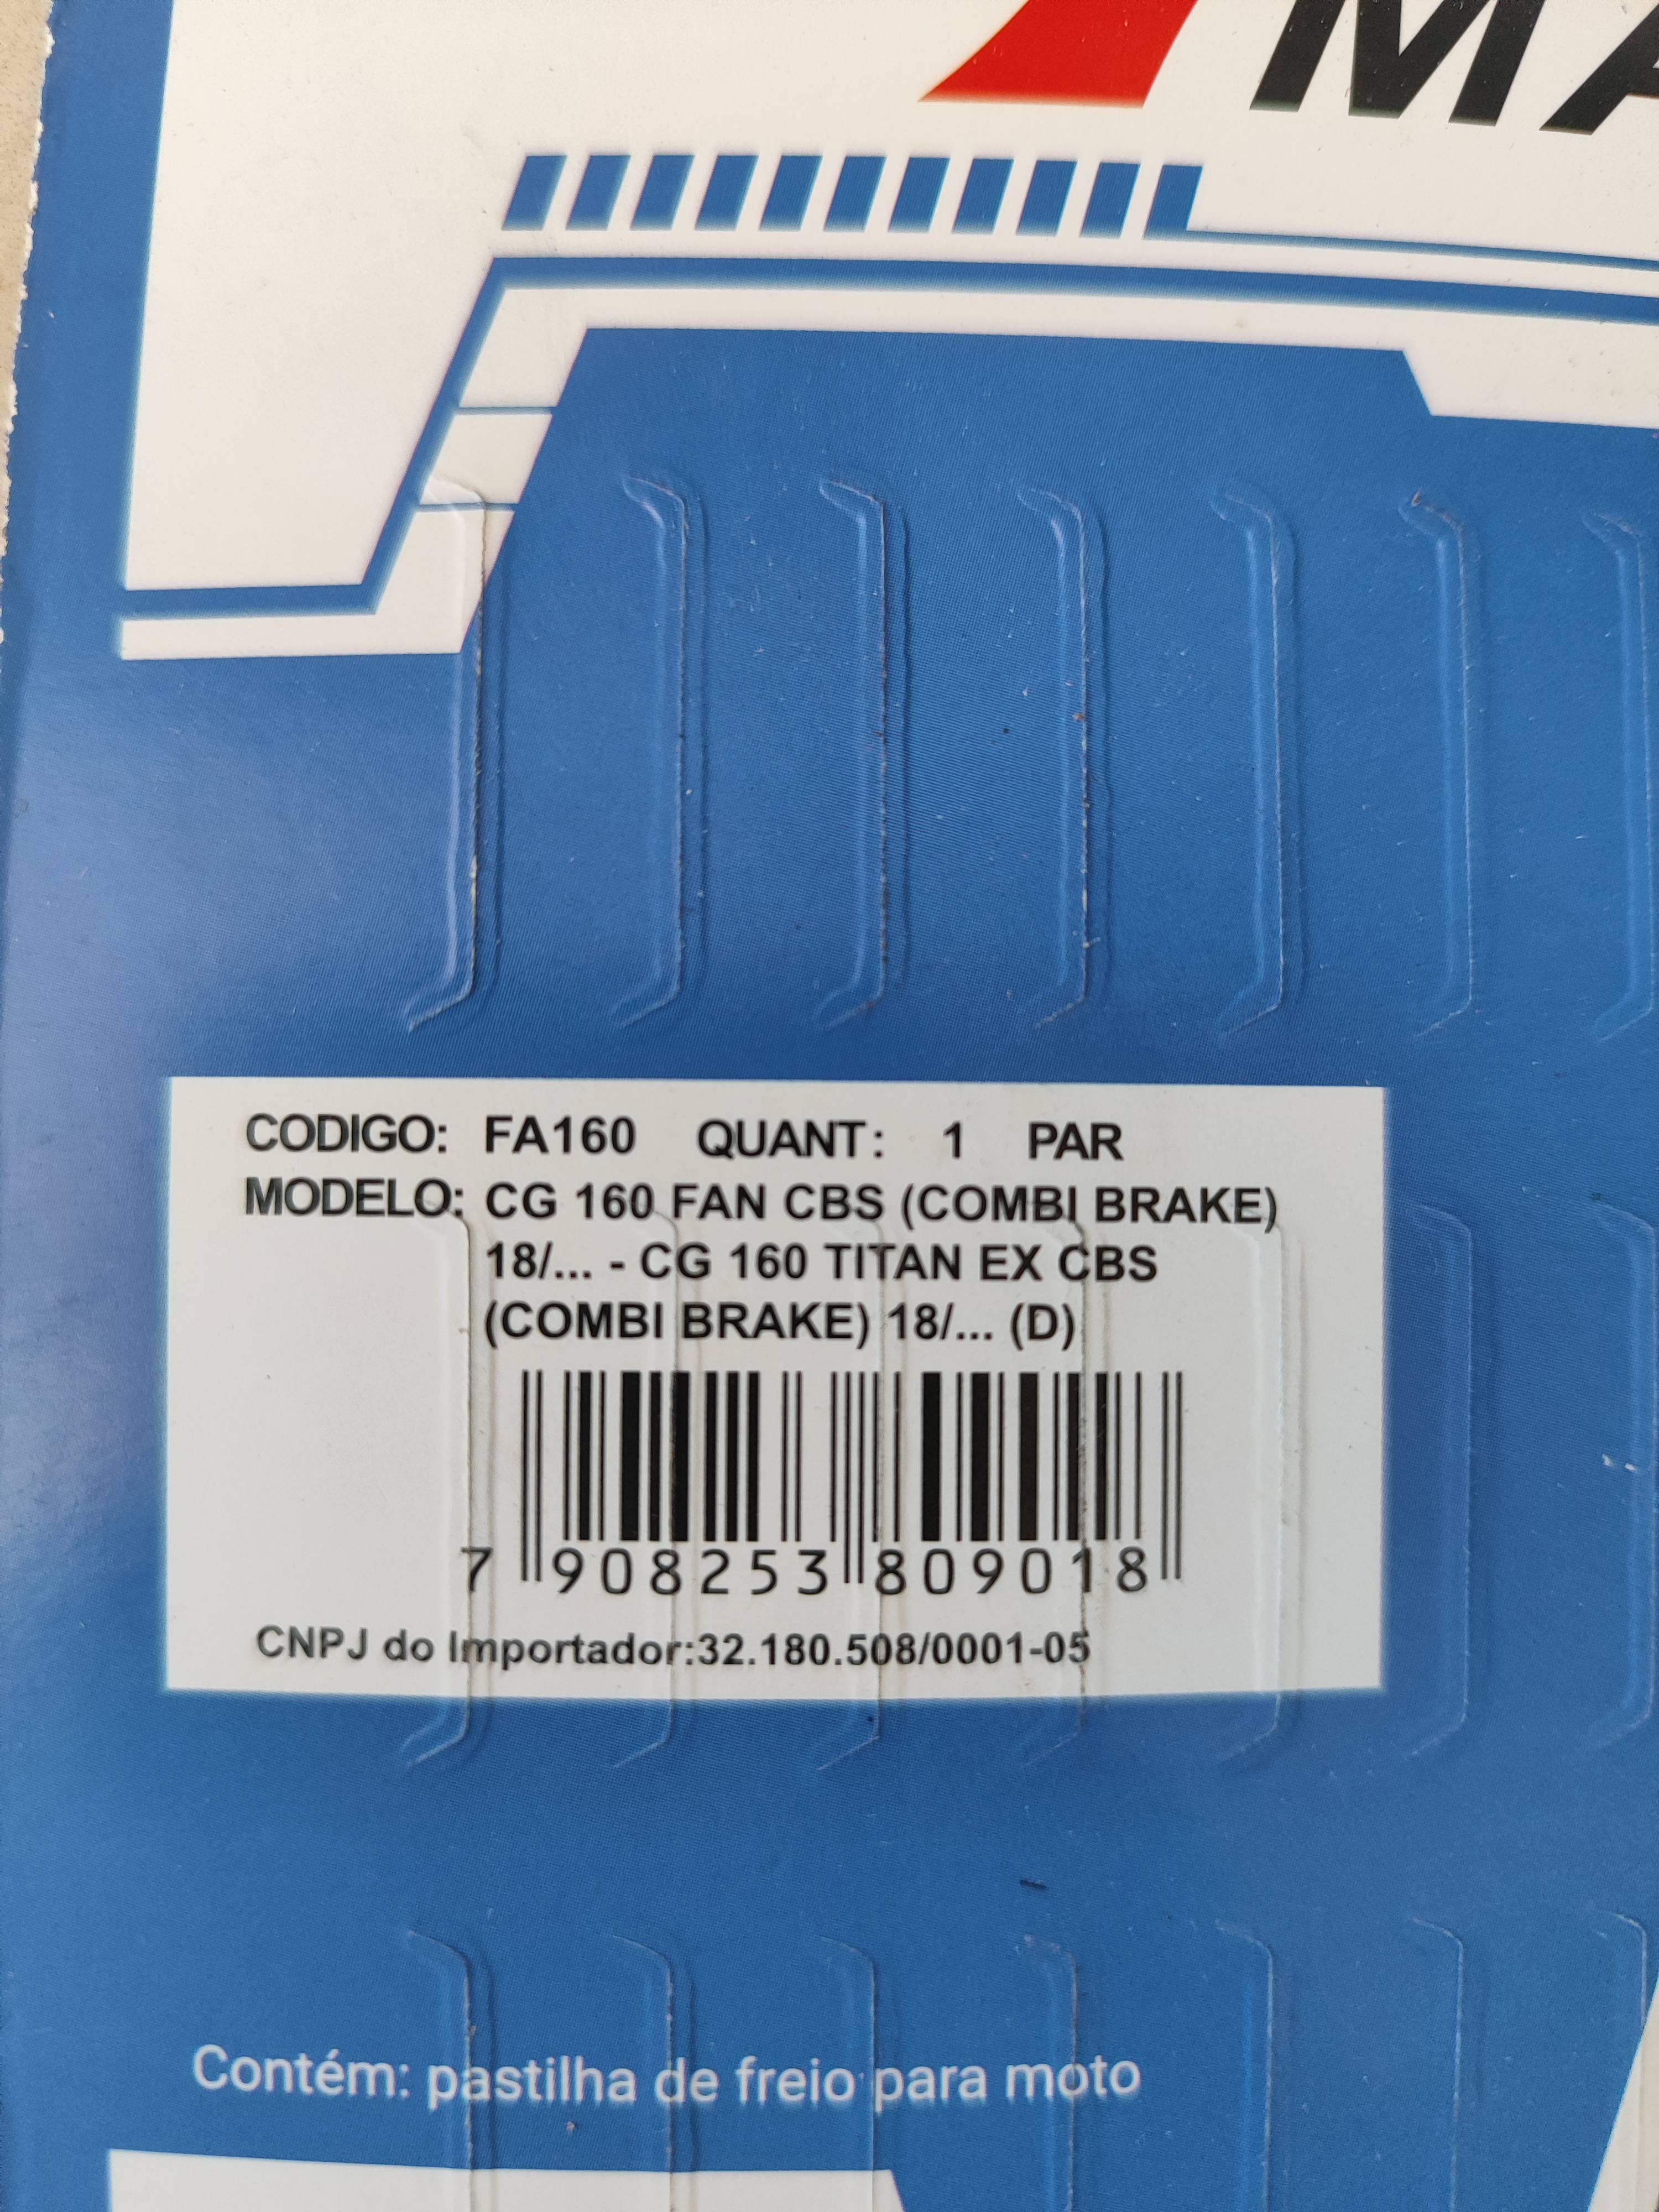 CODIGO: FA160 QUANT: 1 PAR
MODELO: CG 160 FAN CBS (COMBI BRAKE)
18/... - CG 160 TITAN EX CBS
(COMBI BRAKE) 18/... (D)
7 908253 809018
CNPJ do Importador:32.180.508/0001-05
Contém: pastilha de freio para moto